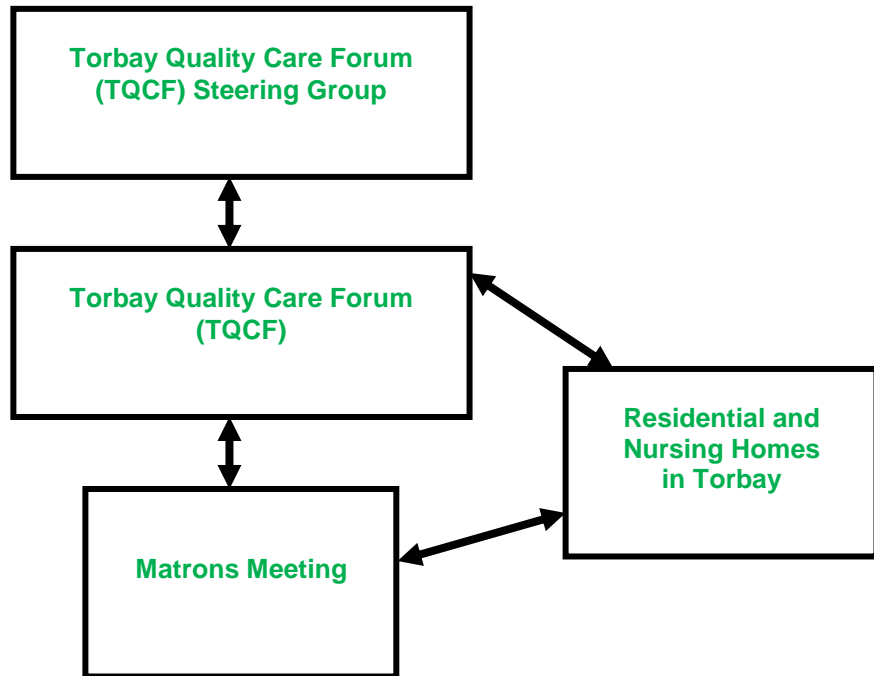 Torbay Quality Care Forum
(TQCF) Steering Group
Torbay Quality Care Forum
(TQCF)
Residential and
Nursing Homes
in Torbay
Matrons Meeting